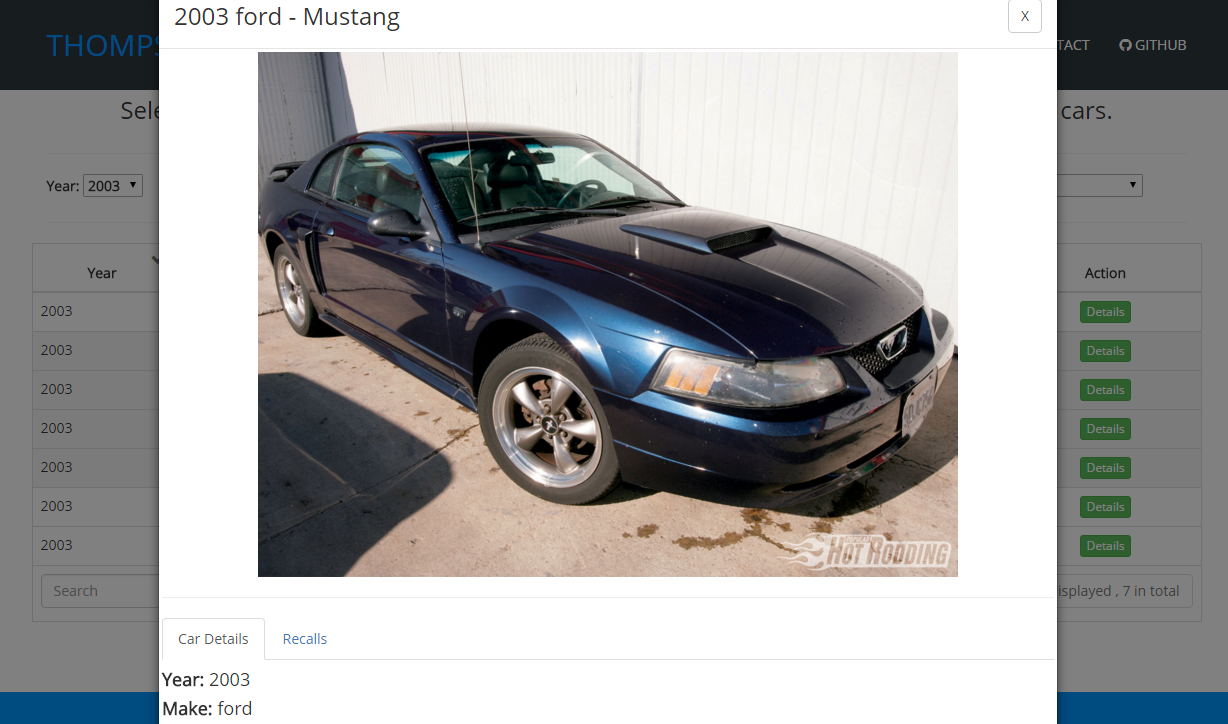 2003 ford - Mustang
X
THOMPS
TACT
GITHUB
Sele
cars.
Year: 2003
Year
Action
2003
Details
2003
Details
2003
Details
2003
Details
2003
Details
2003
Details
2003
Details
Search
isplayed , 7 in total
HOT RODDING
Car Details
Recalls
Year: 2003
Make: ford